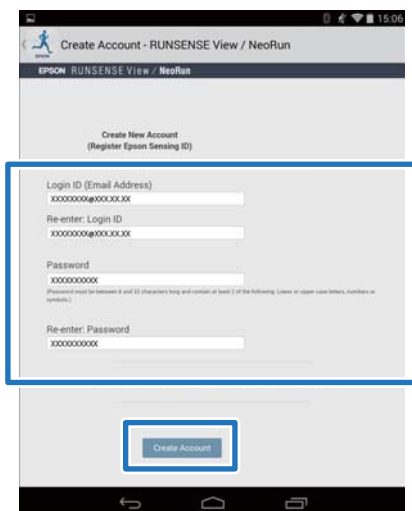 15:06
Create Account - RUNSENSE View / NeoRun
EPSON RUNSENSE View / NeoRun
Create New Account
(Register Epson Sensing ID)
Login ID (Email Address)
XXXXXXXX@XXX.XX.XX
Re-enter: Login ID
XXXXXXXX@XXX.XX.XX
Password
XXXXXXXXXX
(Password must be between 8 and 32 characters long and contain at least 2 of the following: Lower or upper case letters, numbers or
symbols.)
Re-enter: Password
XXXXXXXXXX
Create Account